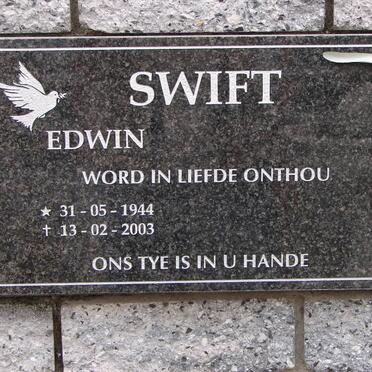 SWIFT
EDWIN
WORD IN LIEFDE ONTHOU
★ 31 - 05 - 1944
✝ 13 - 02 - 2003
ONS TYE IS IN U HANDE